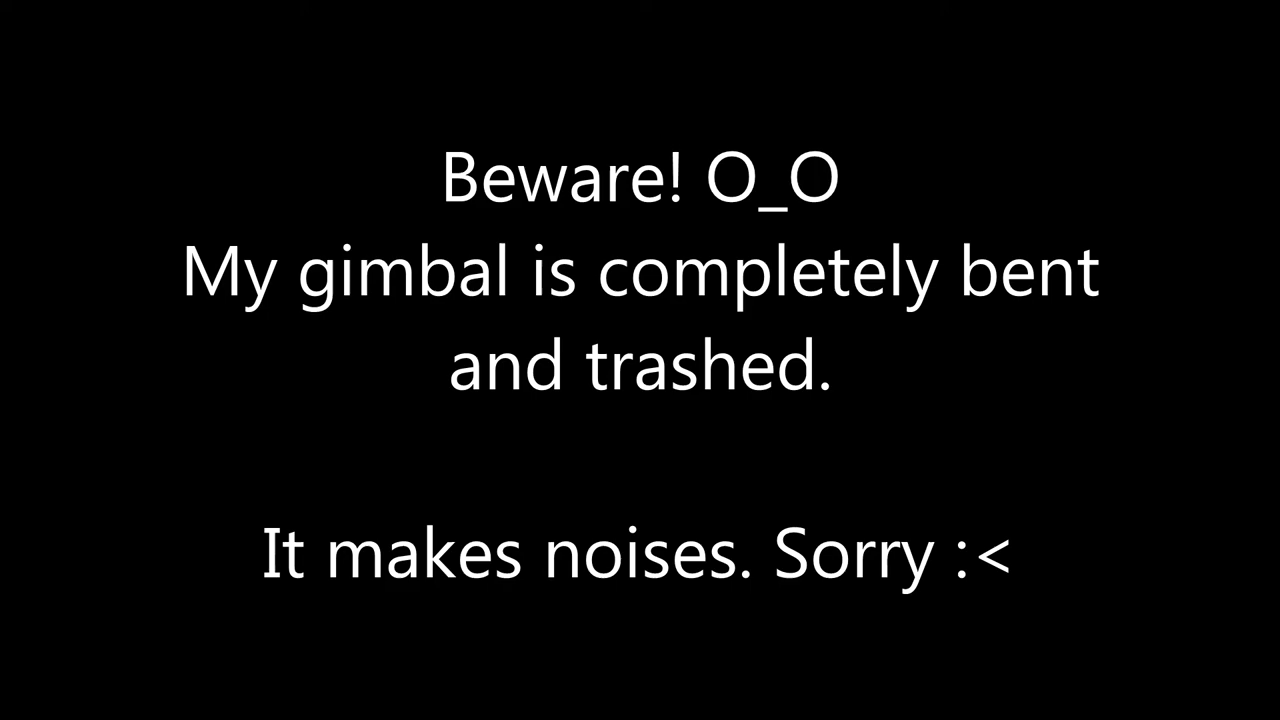 Beware! O_O
My gimbal is completely bent
and trashed.
It makes noises. Sorry :<